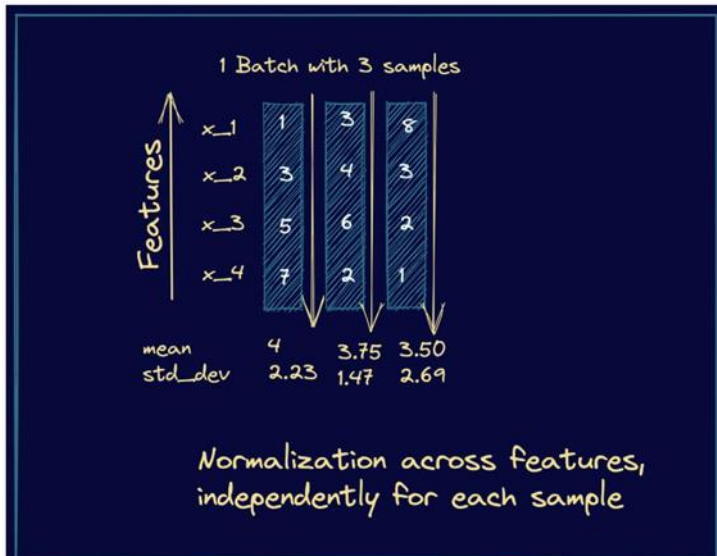 1 Batch with 3 samples
Features
x_1 1 3 8
x_2 3 4 3
x_3 5 6 2
x_4 7 2 1
mean 4 3.75 3.50
std_dev 2.23 1.47 2.69
Normalization across features,
independently for each sample